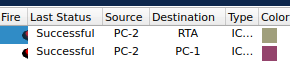 Fire Last Status Source Destination Type Color
Successful PC-2 RTA IC...
Successful PC-2 PC-1 IC...